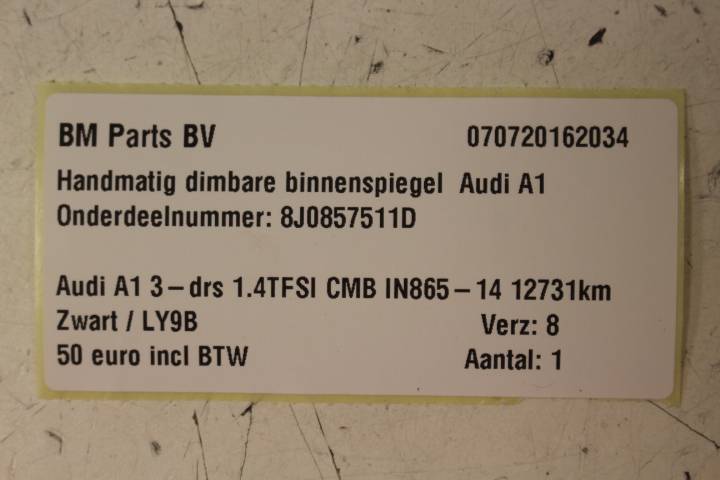 BM Parts BV 070720162034
Handmatig dimbare binnenspiegel Audi A1
Onderdeelnummer: 8J0857511D
Audi A1 3-drs 1.4TFSI CMB IN865-14 12731km
Zwart / LY9B Verz: 8
50 euro incl BTW Aantal: 1